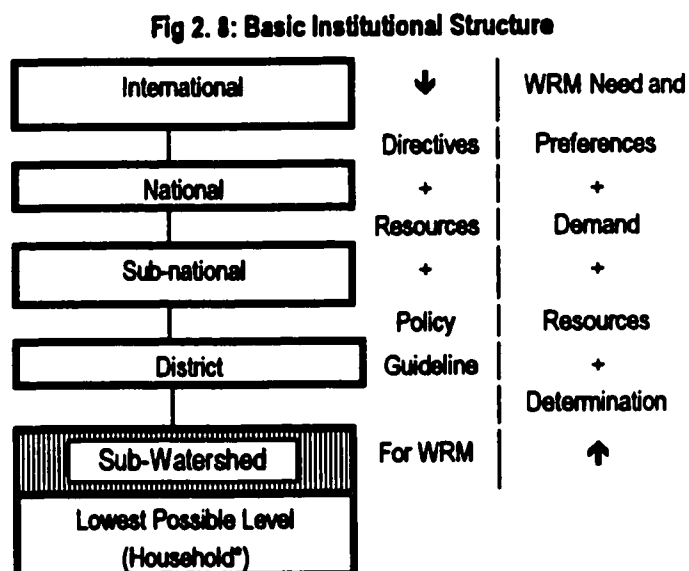 Fig 2. 8: Basic Institutional Structure
International
National
Sub-national
District
Sub-Watershed
Lowest Possible Level
(Household*)
↓
Directives
+
Resources
+
Policy
Guideline
For WRM
WRM Need and
Preferences
+
Demand
+
Resources
+
Determination
↑